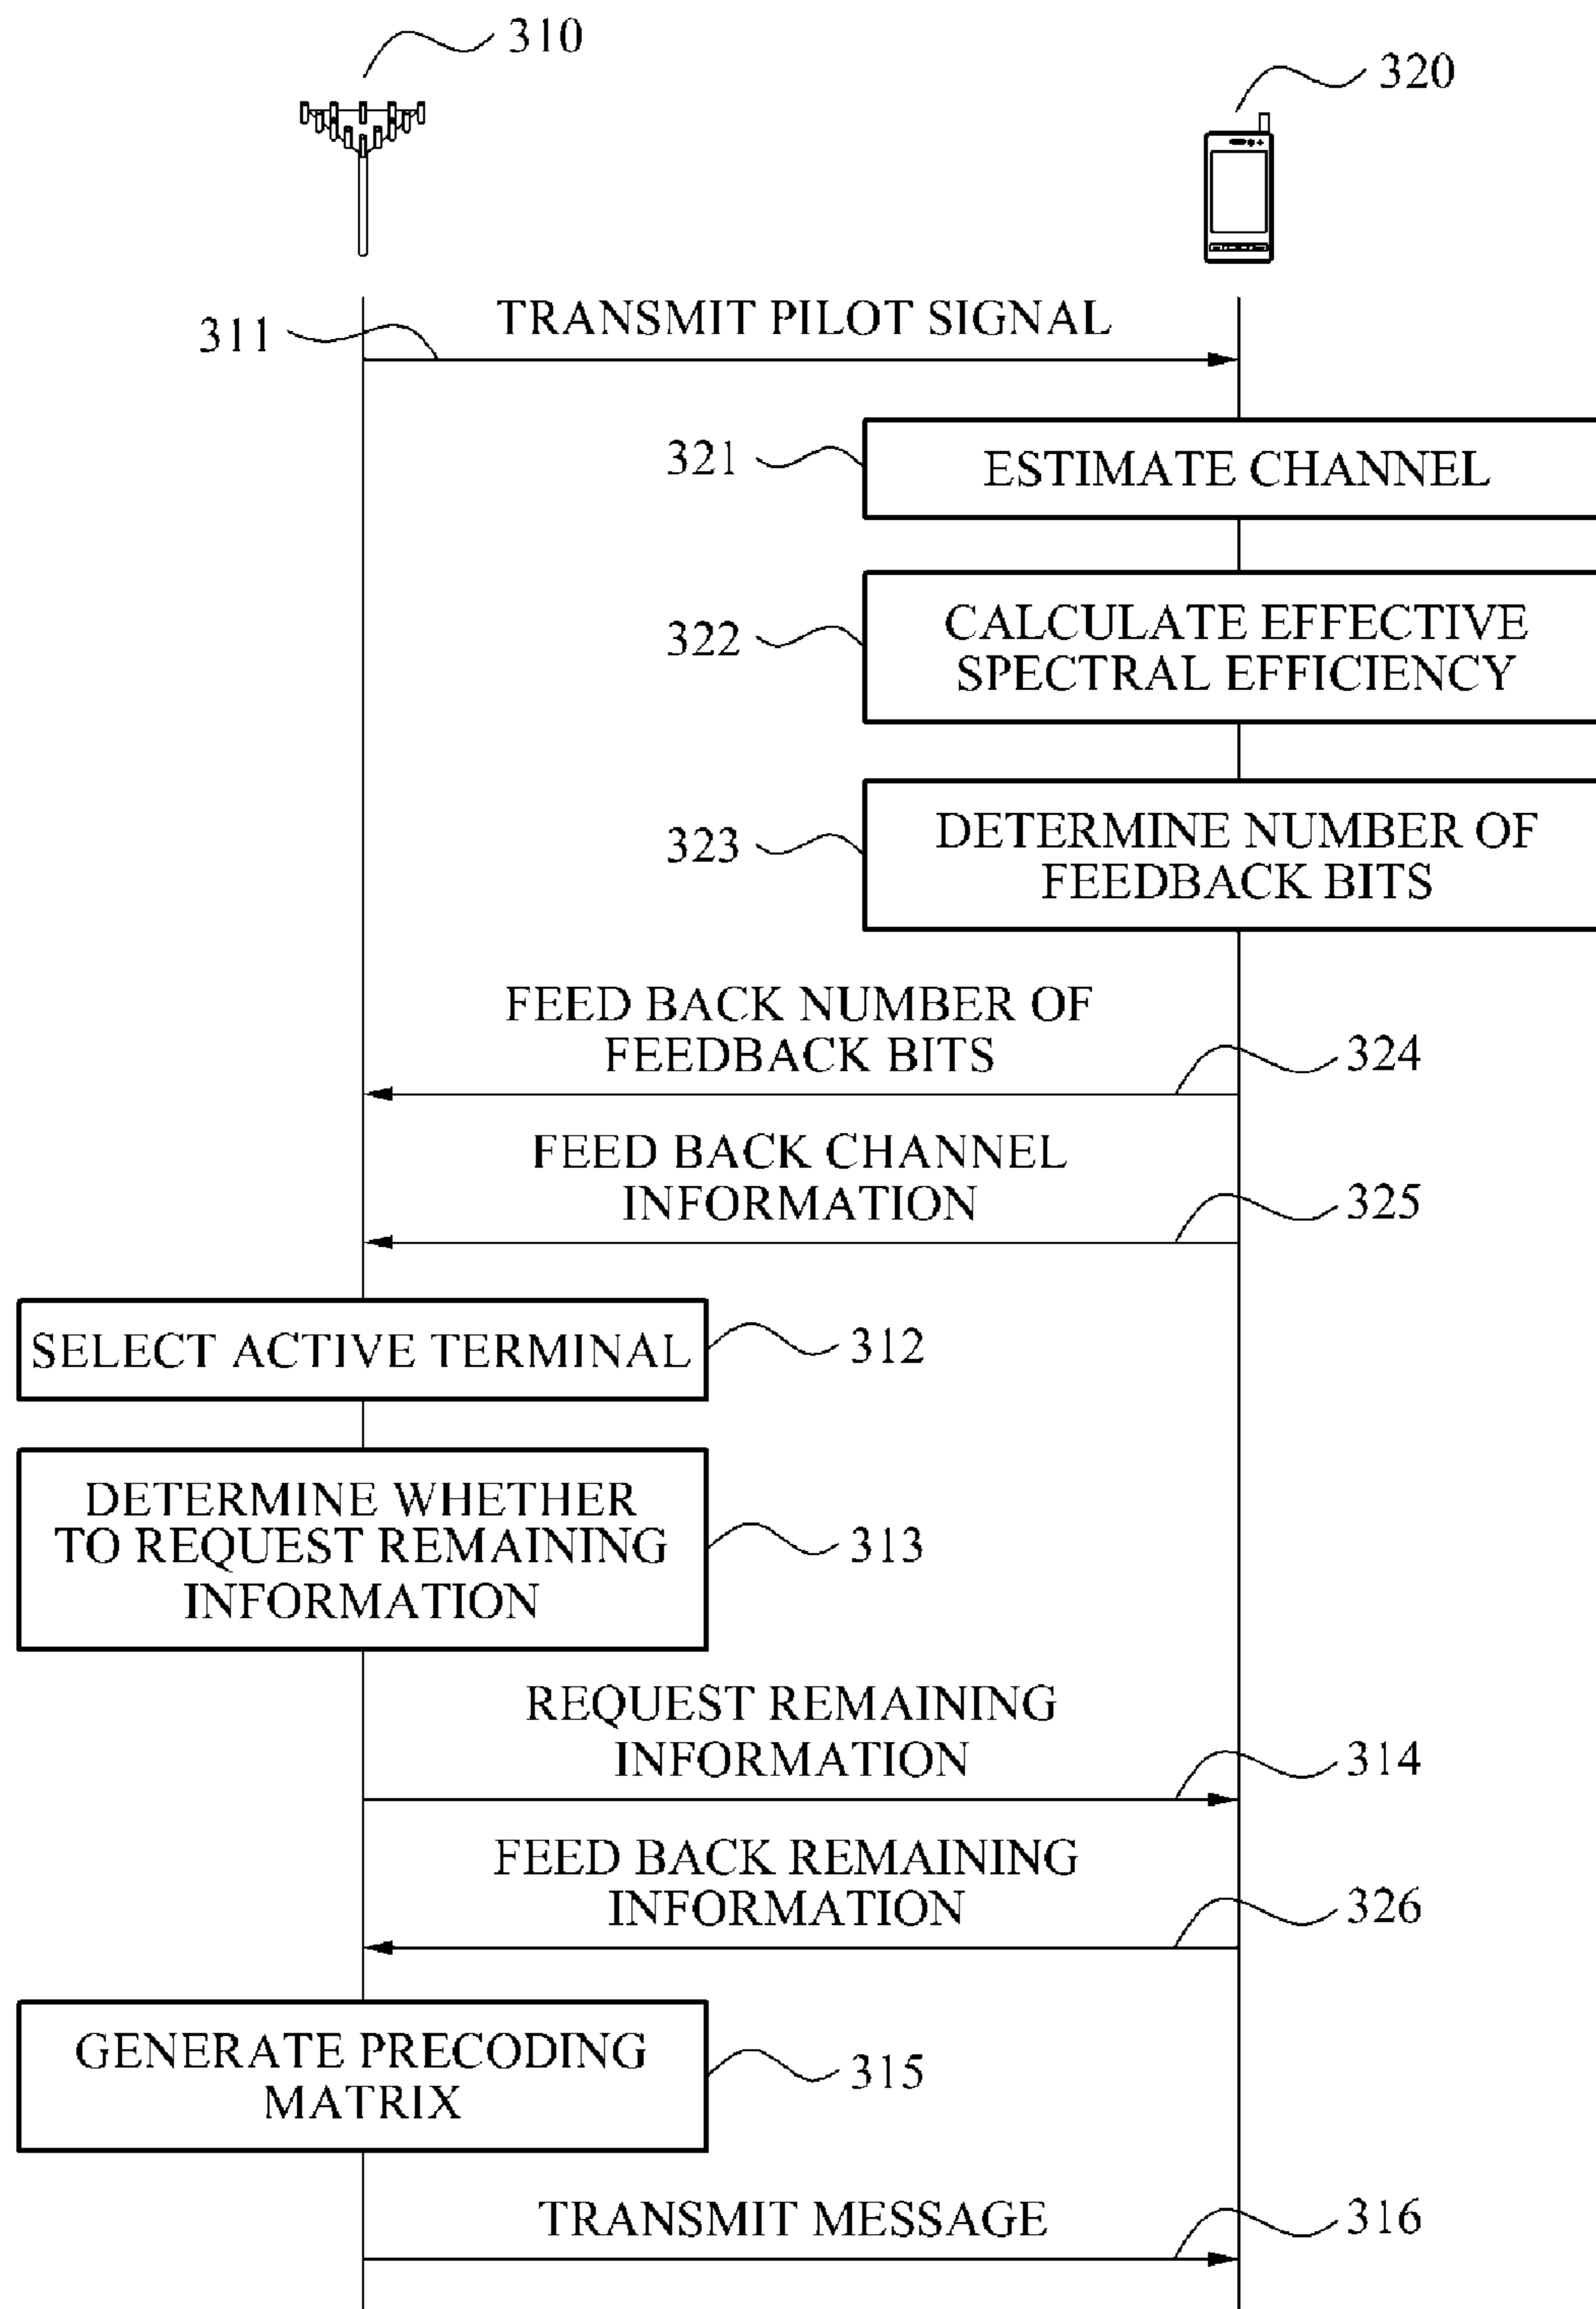 310
320
TRANSMIT PILOT SIGNAL
311
321
ESTIMATE CHANNEL
322
CALCULATE EFFECTIVE
SPECTRAL EFFICIENCY
323
DETERMINE NUMBER OF
FEEDBACK BITS
FEED BACK NUMBER OF
FEEDBACK BITS
324
FEED BACK CHANNEL
INFORMATION
325
SELECT ACTIVE TERMINAL
312
DETERMINE WHETHER
TO REQUEST REMAINING
INFORMATION
313
REQUEST REMAINING
INFORMATION
314
FEED BACK REMAINING
INFORMATION
326
GENERATE PRECODING
MATRIX
315
TRANSMIT MESSAGE
316